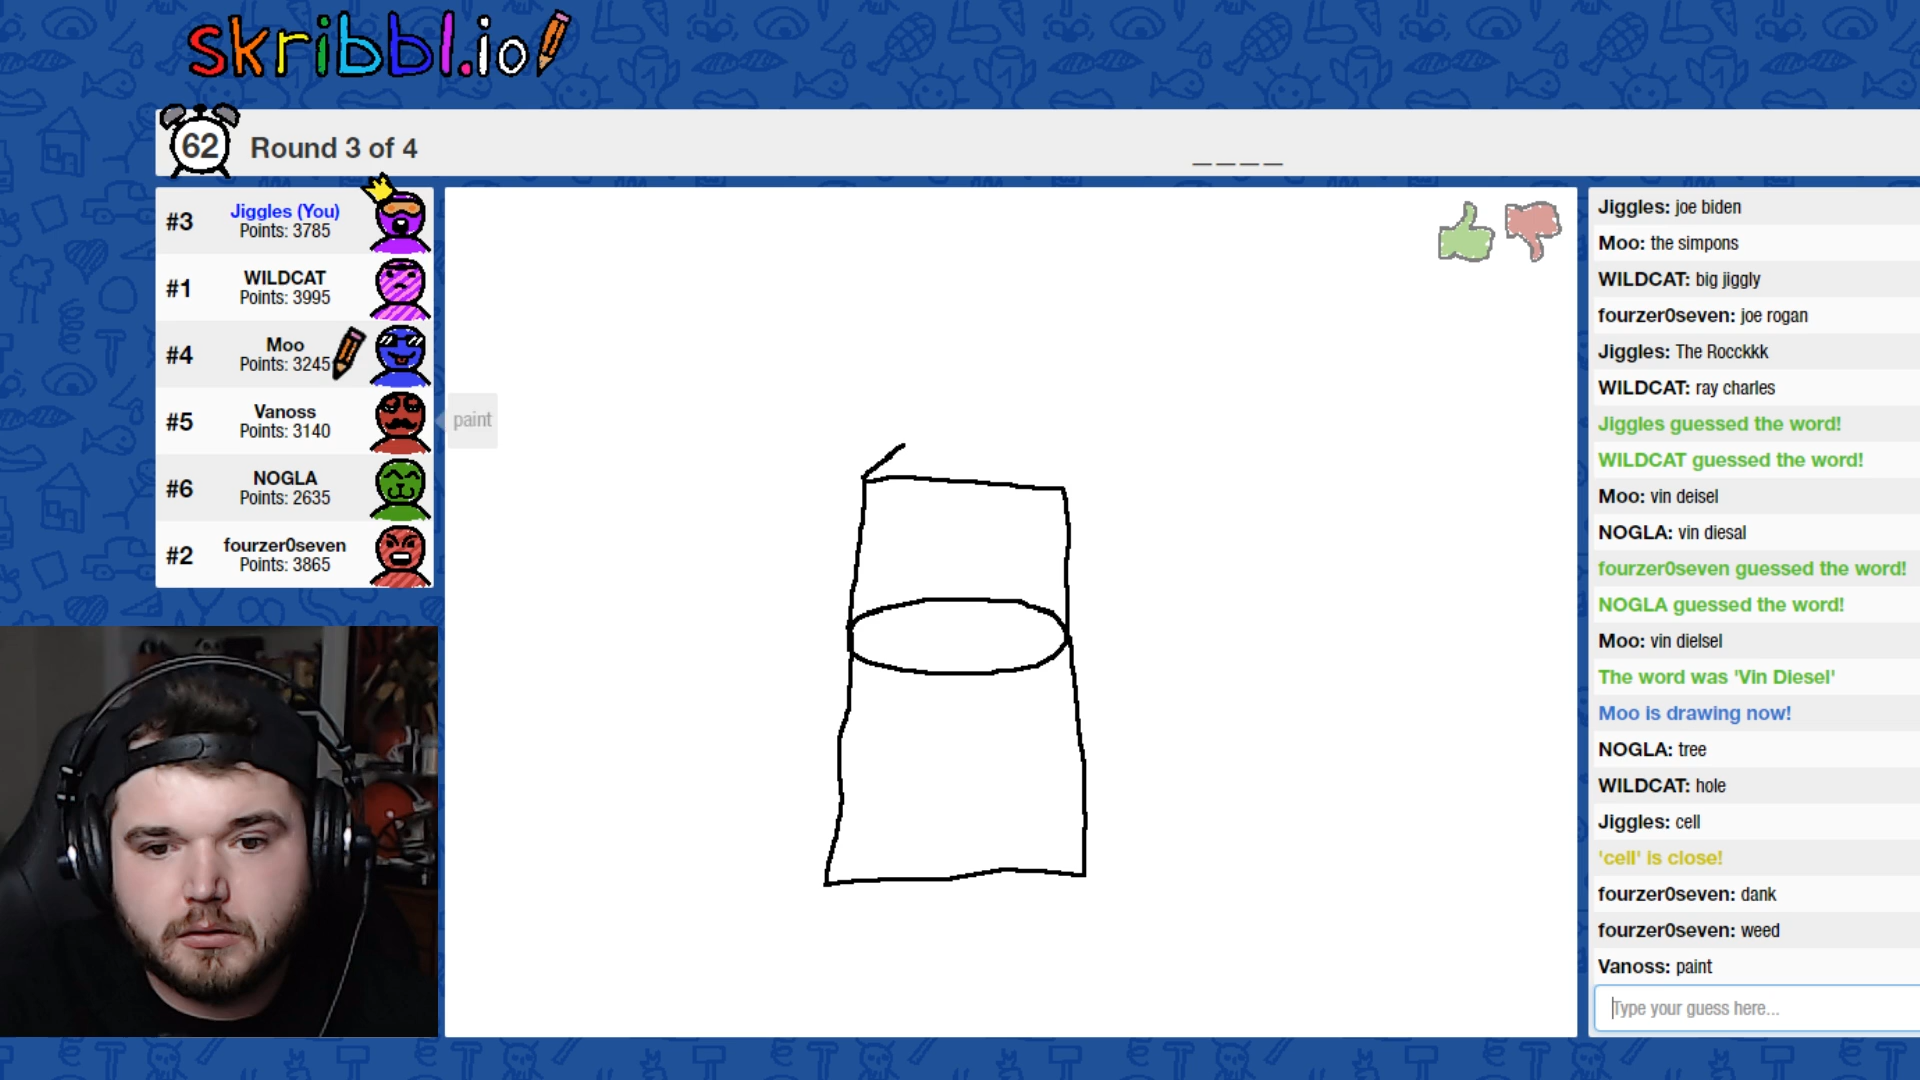 skribbl.io
62
Round 3 of 4
_ _ _ _
#3
Jiggles (You)
Points: 3785
#1
WILDCAT
Points: 3995
#4
Moo
Points: 3245
#5
Vanoss
Points: 3140
#6
NOGLA
Points: 2635
#2
fourzer0seven
Points: 3865
paint
Jiggles: joe biden
Moo: the simpons
WILDCAT: big jiggly
fourzer0seven: joe rogan
Jiggles: The Rocckkk
WILDCAT: ray charles
Jiggles guessed the word!
WILDCAT guessed the word!
Moo: vin deisel
NOGLA: vin diesal
fourzer0seven guessed the word!
NOGLA guessed the word!
Moo: vin dielsel
The word was 'Vin Diesel'
Moo is drawing now!
NOGLA: tree
WILDCAT: hole
Jiggles: cell
'cell' is close!
fourzer0seven: dank
fourzer0seven: weed
Vanoss: paint
Type your guess here...